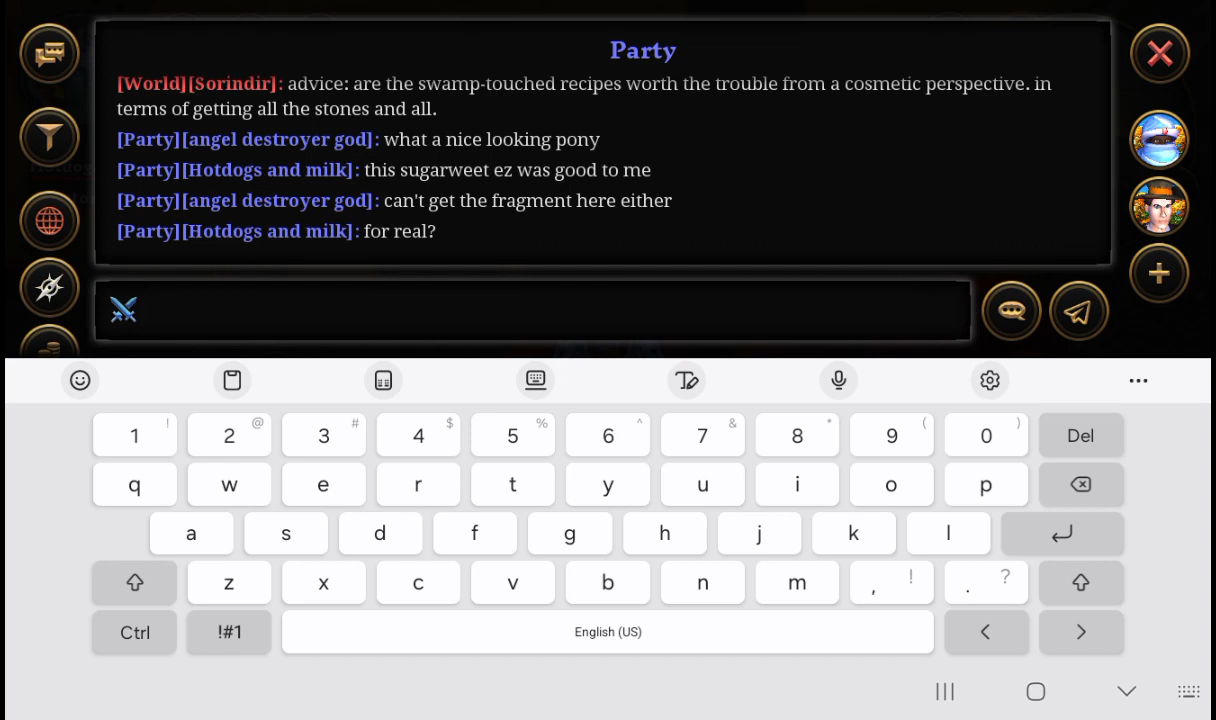 Party
[World][Sorindir]: advice: are the swamp-touched recipes worth the trouble from a cosmetic perspective. in
terms of getting all the stones and all.
[Party][angel destroyer god]: what a nice looking pony
[Party][Hotdogs and milk]: this sugarweet ez was good to me
[Party][angel destroyer god]: can't get the fragment here either
[Party][Hotdogs and milk]: for real?
1 ! 2 @ 3 # 4 $ 5 % 6 ^ 7 & 8 * 9 ( 0 ) Del
q w e r t y u i o p
a s d f g h j k l
z x c v b n m , ! . ?
Ctrl !#1 English (US) < >